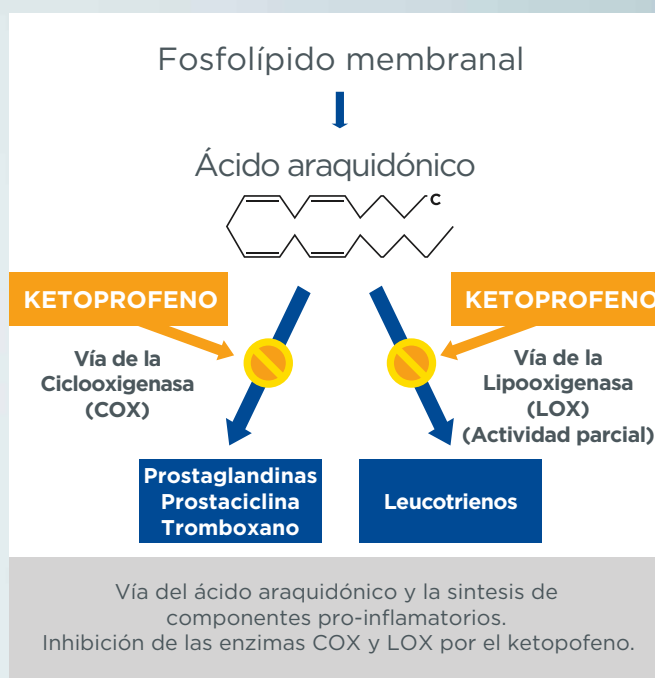 Fosfolípido membranal
Ácido araquidónico
C
KETOPROFENO
KETOPROFENO
Vía de la
Ciclooxigenasa
(COX)
Vía de la
Lipooxigenasa
(LOX)
(Actividad parcial)
Prostaglandinas
Prostaciclina
Tromboxano
Leucotrienos
Vía del ácido araquidónico y la sintesis de
componentes pro-inflamatorios.
Inhibición de las enzimas COX y LOX por el ketopofeno.